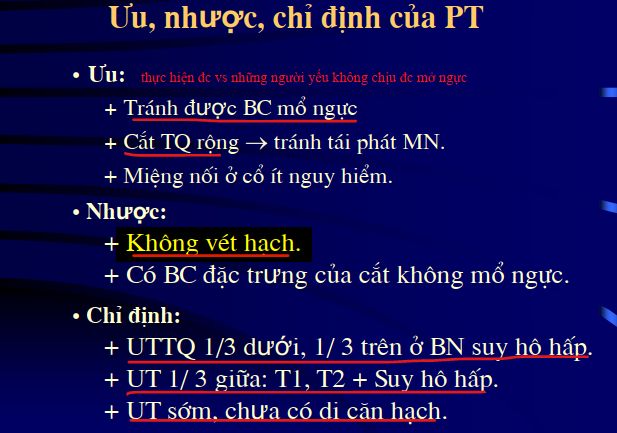 Ưu, nhược, chỉ định của PT
• Ưu: thực hiện đc vs những người yếu không chịu đc mở ngực
+ Tránh được BC mổ ngực
+ Cắt TQ rộng → tránh tái phát MN.
+ Miệng nối ở cổ ít nguy hiểm.
• Nhược:
+ Không vét hạch.
+ Có BC đặc trưng của cắt không mổ ngực.
• Chỉ định:
+ UTTQ 1/3 dưới, 1/ 3 trên ở BN suy hô hấp.
+ UT 1/ 3 giữa: T1, T2 + Suy hô hấp.
+ UT sớm, chưa có di căn hạch.